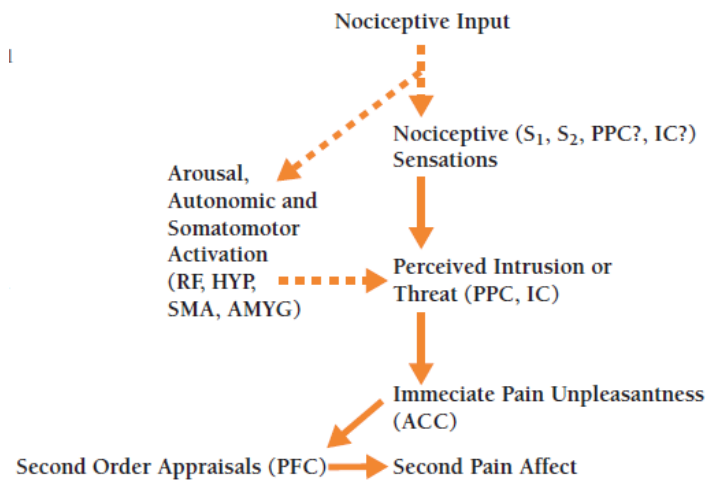 Nociceptive Input
Nociceptive (S₁, S₂, PPC?, IC?)
Sensations
Arousal,
Autonomic and
Somatomotor
Activation
(RF, HYP,
SMA, AMYG)
Perceived Intrusion or
Threat (PPC, IC)
Immeciate Pain Unpleasantness
(ACC)
Second Order Appraisals (PFC)
Second Pain Affect